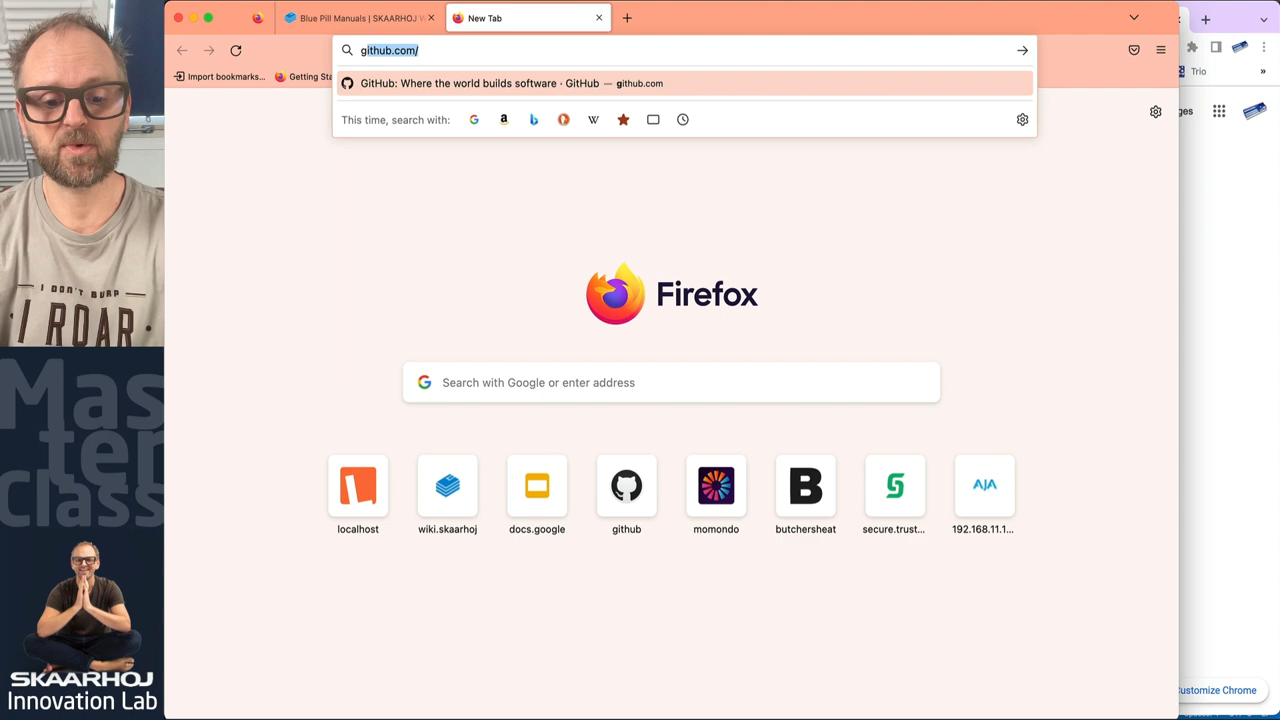 Blue Pill Manuals | SKAARHOJ W
New Tab
github.com/
Import bookmarks...
Getting Sta
GitHub: Where the world builds software · GitHub — github.com
This time, search with:
Trio
ges
Firefox
Search with Google or enter address
localhost
wiki.skaarhoj
docs.google
github
momondo
butchersheat
secure.trust...
192.168.11.1...
AJA
B
Customize Chrome
I DON'T BURP
I ROAR
Mas
ter
Class
SKAARHOJ
Innovation Lab